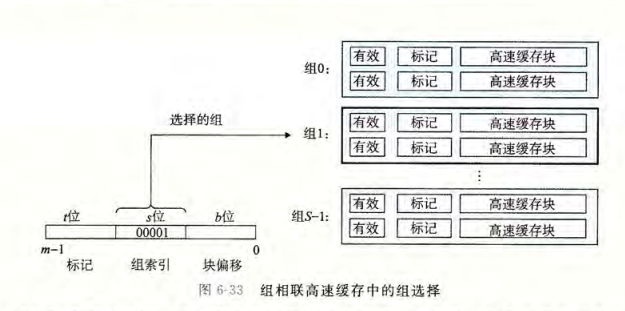 组0:
有效 标记 高速缓存块
有效 标记 高速缓存块
选择的组
组1:
有效 标记 高速缓存块
有效 标记 高速缓存块
⋮
组S-1:
有效 标记 高速缓存块
有效 标记 高速缓存块
t位 s位 b位
00001
m-1 0
标记 组索引 块偏移
图 6-33 组相联高速缓存中的组选择